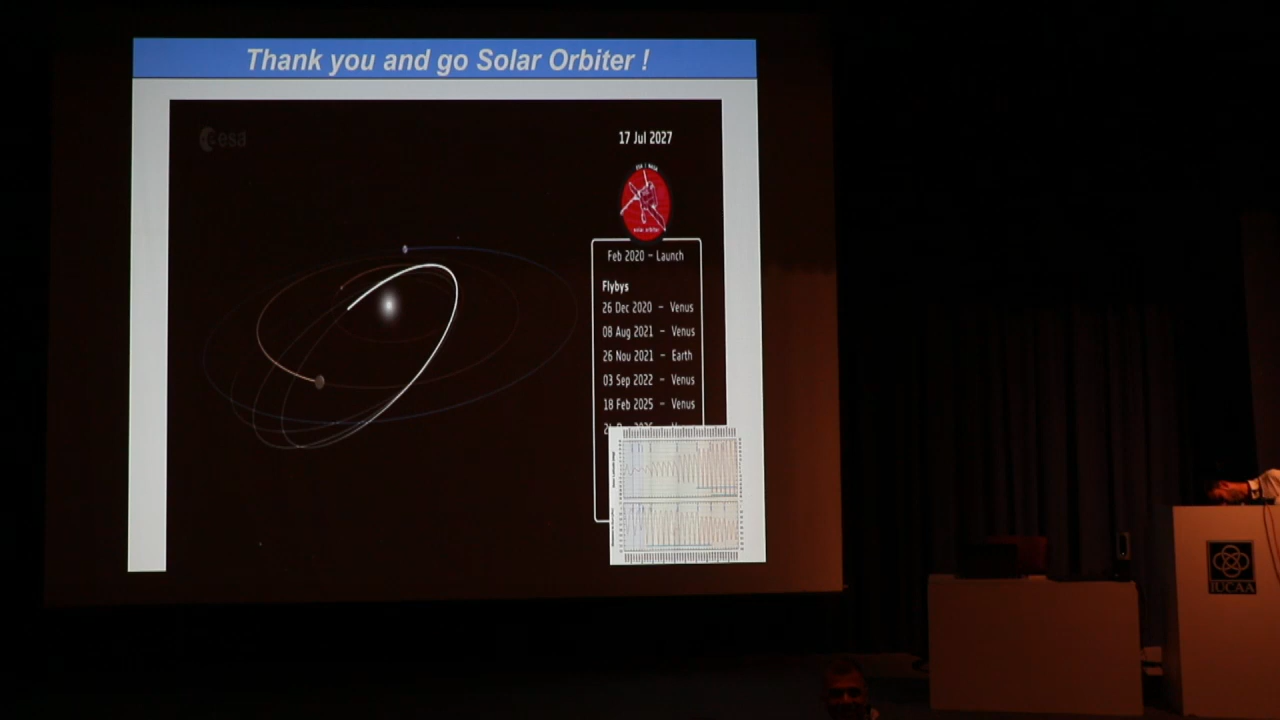 Thank you and go Solar Orbiter !
esa
17 Jul 2027
solar orbiter
Feb 2020 - Launch
Flybys
26 Dec 2020 - Venus
08 Aug 2021 - Venus
26 Nov 2021 - Earth
03 Sep 2022 - Venus
18 Feb 2025 - Venus
IUCAA